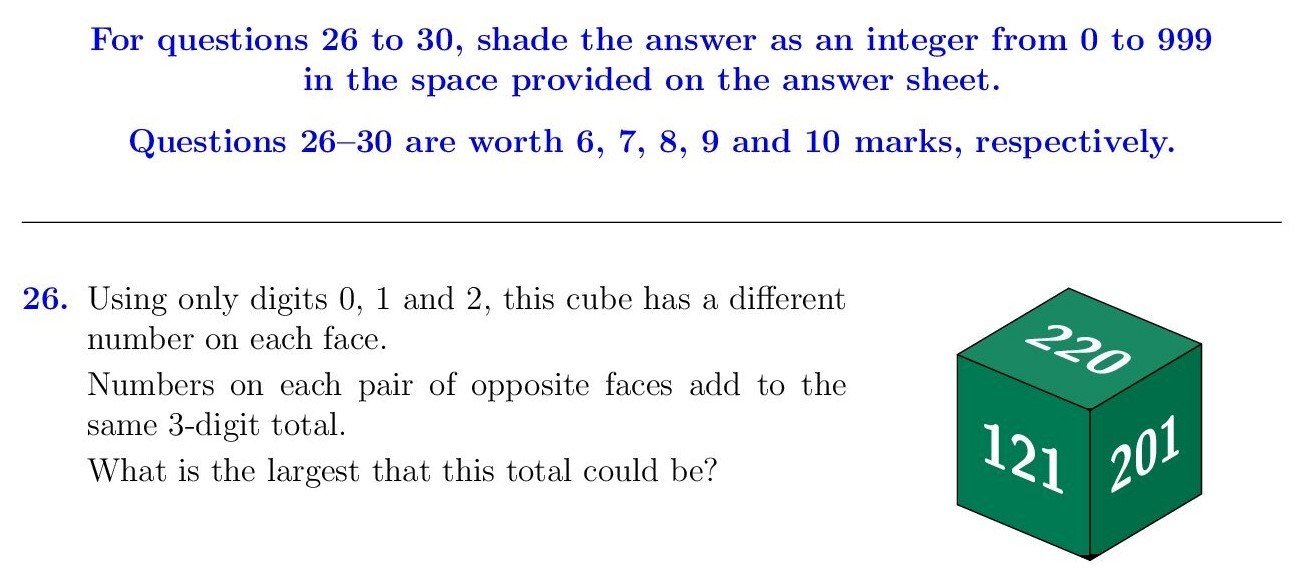 For questions 26 to 30, shade the answer as an integer from 0 to 999
in the space provided on the answer sheet.
Questions 26–30 are worth 6, 7, 8, 9 and 10 marks, respectively.
26. Using only digits 0, 1 and 2, this cube has a different
number on each face.
Numbers on each pair of opposite faces add to the
same 3-digit total.
What is the largest that this total could be?
220
121
201